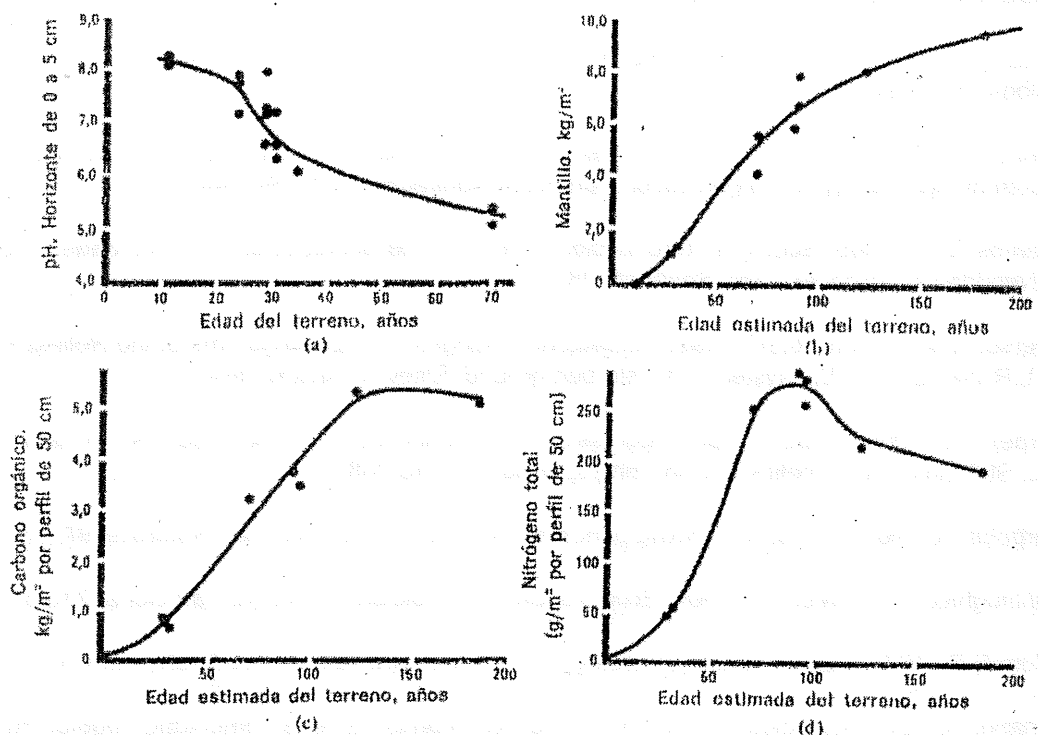 pH. Horizonte de 0 a 5 cm
9,0
8,0
7,0
6,0
5,0
4,0
0 10 20 30 40 50 60 70
Edad del terreno, años
(a)
Mantillo, kg/m²
10,0
8,0
6,0
4,0
2,0
0
50 100 150 200
Edad estimada del terreno, años
(b)
Carbono orgánico,
kg/m² por perfil de 50 cm
5,0
4,0
3,0
2,0
1,0
0
50 100 150 200
Edad estimada del terreno, años
(c)
Nitrógeno total
(g/m² por perfil de 50 cm)
250
200
150
100
50
0
50 100 150 200
Edad estimada del terreno, años
(d)